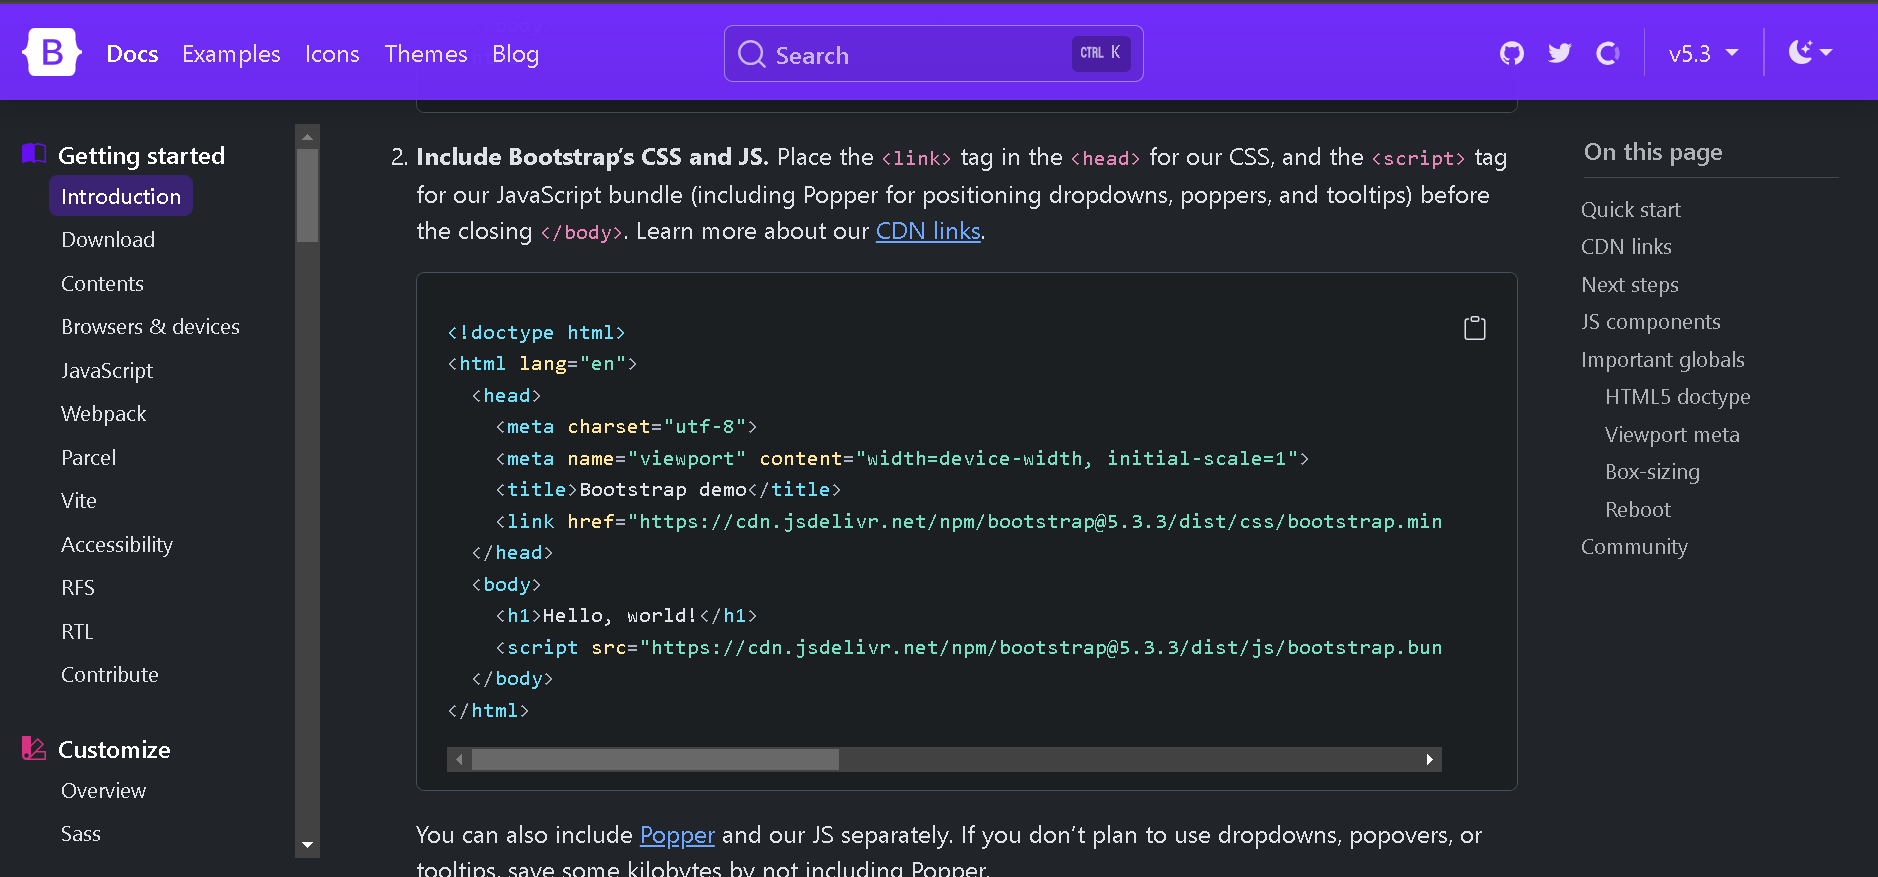 B Docs Examples Icons Themes Blog Search CTRL K v5.3
Getting started
Introduction
Download
Contents
Browsers & devices
JavaScript
Webpack
Parcel
Vite
Accessibility
RFS
RTL
Contribute
Customize
Overview
Sass
2. Include Bootstrap’s CSS and JS. Place the <link> tag in the <head> for our CSS, and the <script> tag
for our JavaScript bundle (including Popper for positioning dropdowns, poppers, and tooltips) before
the closing </body>. Learn more about our CDN links.
<!doctype html>
<html lang="en">
<head>
<meta charset="utf-8">
<meta name="viewport" content="width=device-width, initial-scale=1">
<title>Bootstrap demo</title>
<link href="https://cdn.jsdelivr.net/npm/bootstrap@5.3.3/dist/css/bootstrap.min
</head>
<body>
<h1>Hello, world!</h1>
<script src="https://cdn.jsdelivr.net/npm/bootstrap@5.3.3/dist/js/bootstrap.bun
</body>
</html>
You can also include Popper and our JS separately. If you don’t plan to use dropdowns, popovers, or
tooltips, save some kilobytes by not including Popper.
On this page
Quick start
CDN links
Next steps
JS components
Important globals
HTML5 doctype
Viewport meta
Box-sizing
Reboot
Community